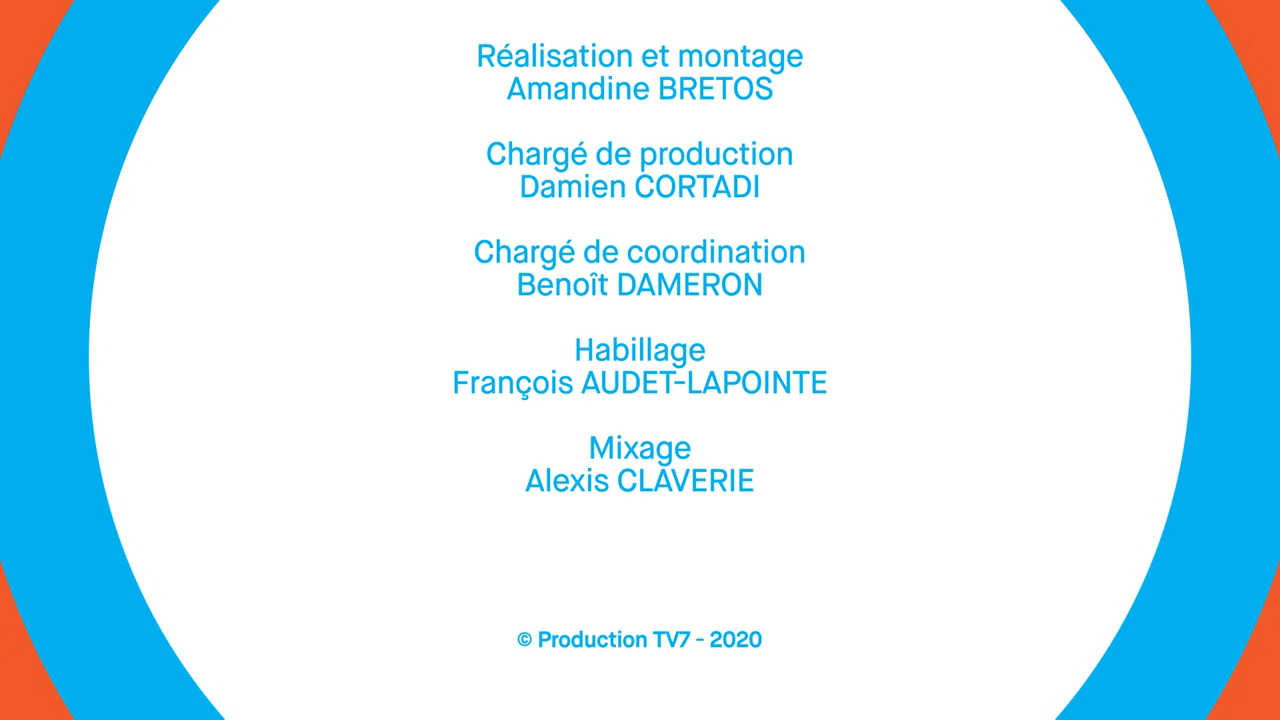 Réalisation et montage
Amandine BRETOS
Chargé de production
Damien CORTADI
Chargé de coordination
Benoît DAMERON
Habillage
François AUDET-LAPOINTE
Mixage
Alexis CLAVERIE
© Production TV7 - 2020